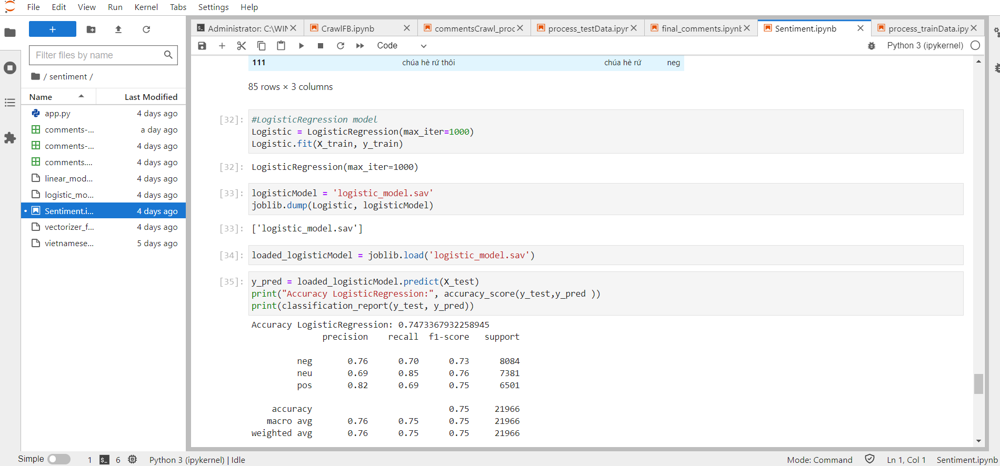 File Edit View Run Kernel Tabs Settings Help
Administrator: C:\WIN CrawlFB.ipynb commentsCrawl_proc process_testData.ipyn final_comments.ipynb Sentiment.ipynb process_trainData.ipy
Filter files by name
/ sentiment /
Name Last Modified
app.py 4 days ago
comments-... a day ago
comments-... 4 days ago
comments.... 4 days ago
linear_mod... 4 days ago
logistic_mo... 4 days ago
Sentiment.i... 4 days ago
vectorizer_f... 4 days ago
vietnamese... 5 days ago
Code Python 3 (ipykernel)
111 chúa hè rứ thôi chúa hè rứ neg
85 rows × 3 columns
[32]: #LogisticRegression model
Logistic = LogisticRegression(max_iter=1000)
Logistic.fit(X_train, y_train)
[32]: LogisticRegression(max_iter=1000)
[33]: logisticModel = 'logistic_model.sav'
joblib.dump(Logistic, logisticModel)
[33]: ['logistic_model.sav']
[34]: loaded_logisticModel = joblib.load('logistic_model.sav')
[35]: y_pred = loaded_logisticModel.predict(X_test)
print("Accuracy LogisticRegression:", accuracy_score(y_test,y_pred ))
print(classification_report(y_test, y_pred))
Accuracy LogisticRegression: 0.7473367932258945
precision recall f1-score support
neg 0.76 0.70 0.73 8084
neu 0.69 0.85 0.76 7381
pos 0.82 0.69 0.75 6501
accuracy 0.75 21966
macro avg 0.76 0.75 0.75 21966
weighted avg 0.76 0.75 0.75 21966
Simple 1 $_ 6 Python 3 (ipykernel) | Idle Mode: Command Ln 1, Col 1 Sentiment.ipynb